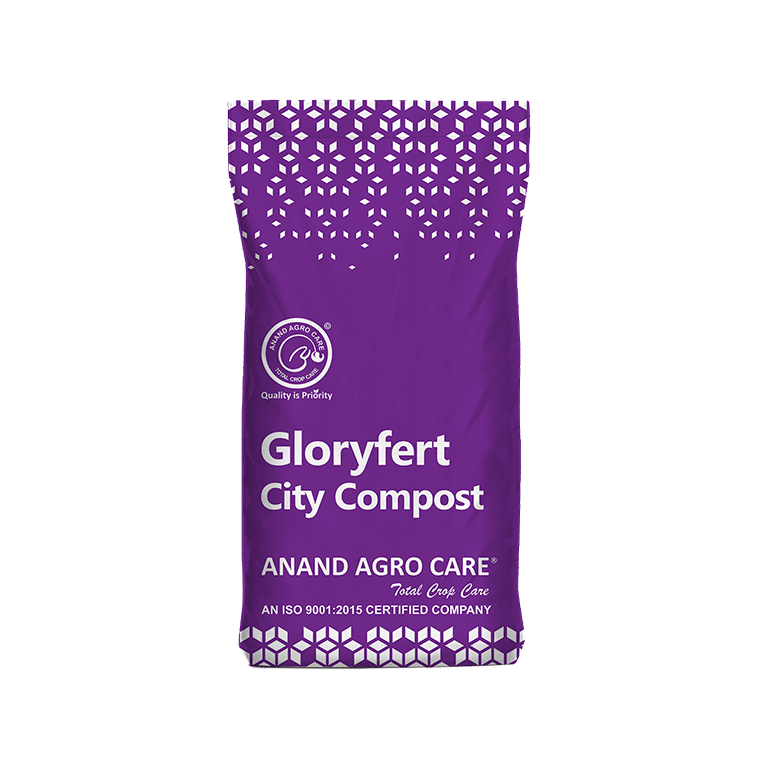 ©
ANAND AGRO CARE
TOTAL CROP CARE
Quality is Priority
Gloryfert
City Compost
ANAND AGRO CARE®
Total Crop Care
AN ISO 9001:2015 CERTIFIED COMPANY